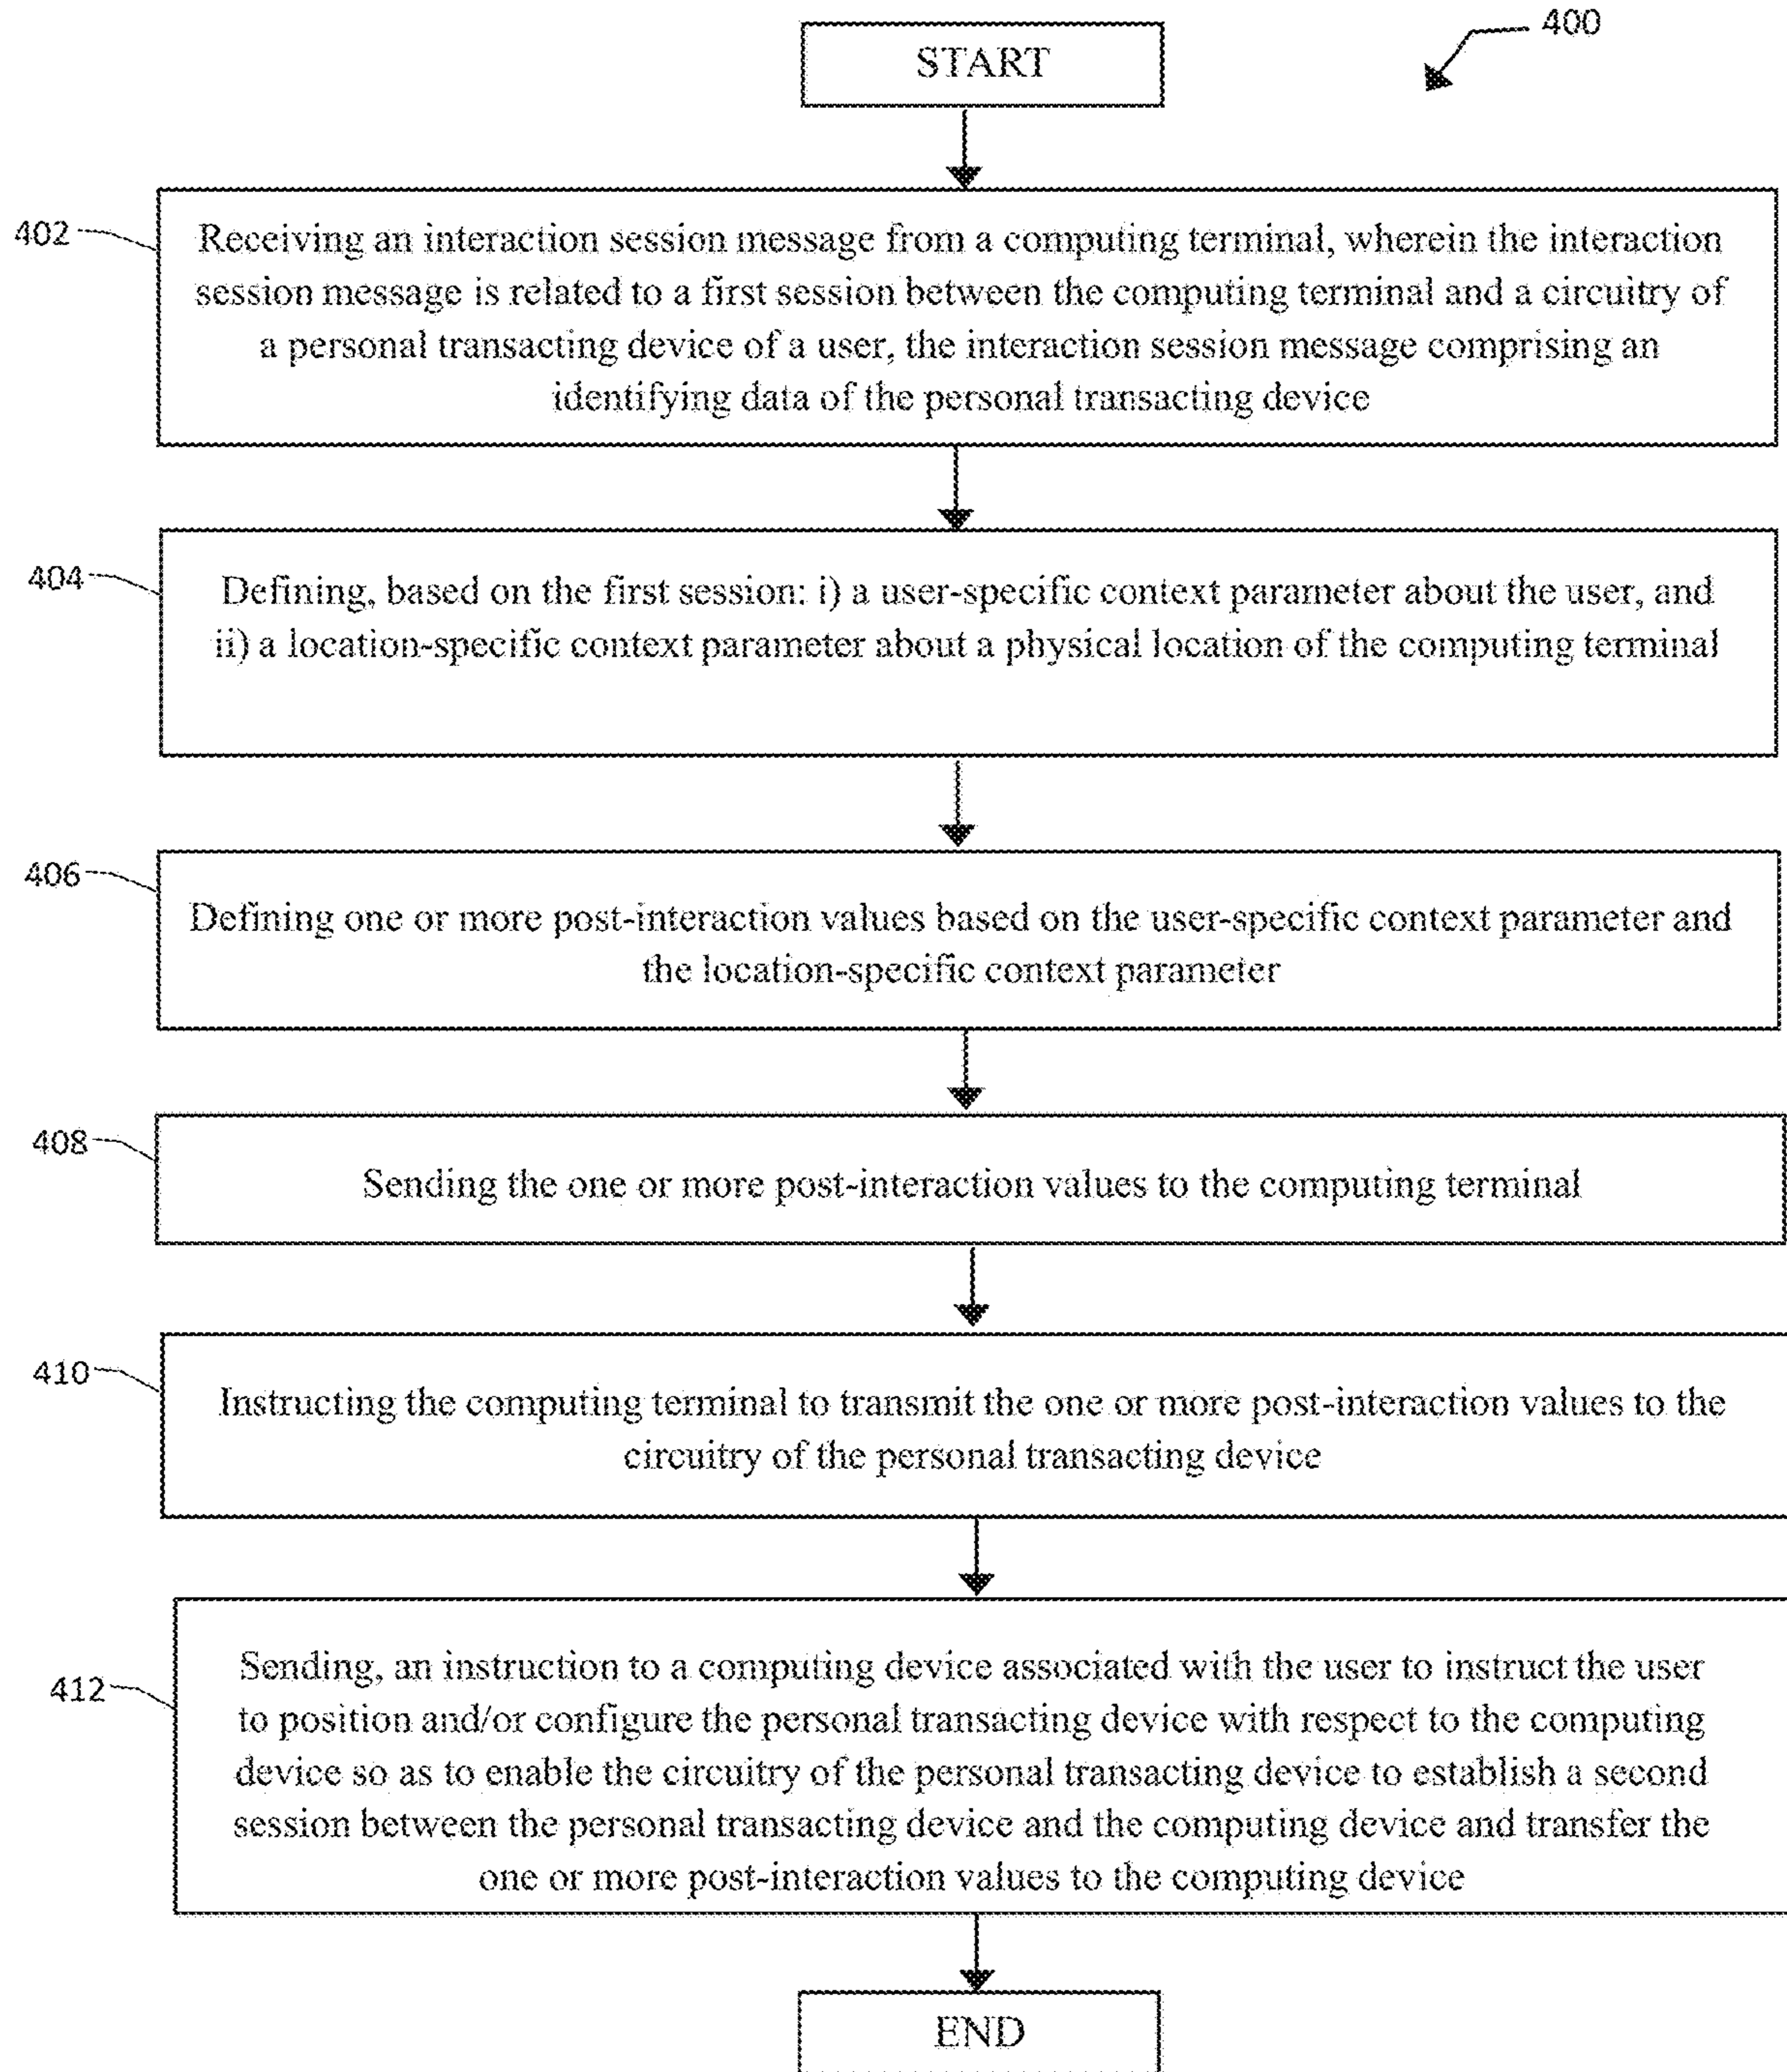 400
START
402
Receiving an interaction session message from a computing terminal, wherein the interaction
session message is related to a first session between the computing terminal and a circuitry of
a personal transacting device of a user, the interaction session message comprising an
identifying data of the personal transacting device
404
Defining, based on the first session: i) a user-specific context parameter about the user, and
ii) a location-specific context parameter about a physical location of the computing terminal
406
Defining one or more post-interaction values based on the user-specific context parameter and
the location-specific context parameter
408
Sending the one or more post-interaction values to the computing terminal
410
Instructing the computing terminal to transmit the one or more post-interaction values to the
circuitry of the personal transacting device
412
Sending, an instruction to a computing device associated with the user to instruct the user
to position and/or configure the personal transacting device with respect to the computing
device so as to enable the circuitry of the personal transacting device to establish a second
session between the personal transacting device and the computing device and transfer the
one or more post-interaction values to the computing device
END